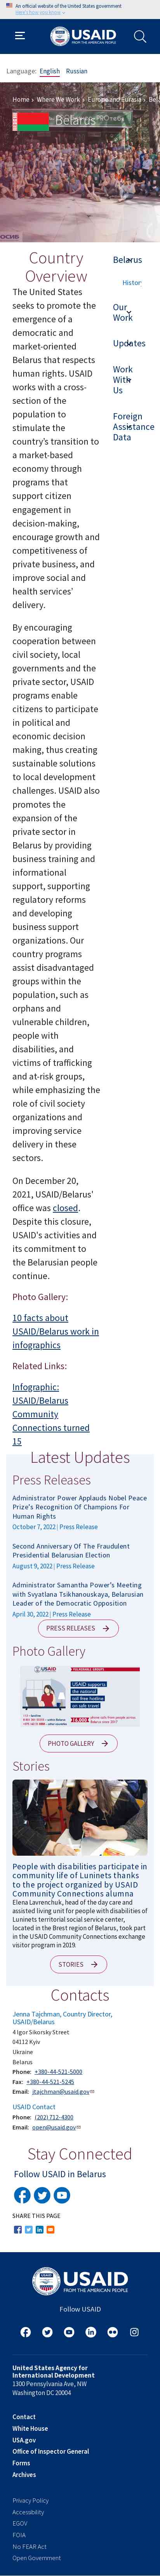 An official website of the United States government
Here's how you know
USAID
FROM THE AMERICAN PEOPLE
Language: English Russian
Home › Where We Work › Europe and Eurasia › Bel
Belarus
ОСИВ
Country
Overview
The United States
seeks to promote the
emergence of a
democratic and
market-oriented
Belarus that respects
human rights. USAID
works with a cross-
section of the
country's population
to assist Belarus in
its transition to a
market-based
economy through
programs that
support citizen
engagement in
decision-making,
encourage growth and
competitiveness of
private business, and
improve social and
health services'
delivery.
By encouraging
cooperation between
civil society, local
governments and the
private sector, USAID
programs enable
citizens to participate
in political and
economic decision
making, thus creating
sustainable solutions
to local development
challenges. USAID also
promotes the
expansion of the
private sector in
Belarus by providing
business training and
informational
support, supporting
regulatory reforms
and developing
business support
organizations. Our
country programs
assist disadvantaged
groups within the
population, such as
orphans and
vulnerable children,
people with
disabilities, and
victims of trafficking
and at-risk groups,
while emphasizing the
role of civil society
organizations and
improving service
delivery in these
sectors.
On December 20,
2021, USAID/Belarus'
office was closed.
Despite this closure,
USAID's activities and
its commitment to
the Belarusian people
continue.
Photo Gallery:
10 facts about
USAID/Belarus work in
infographics
Related Links:
Infographic:
USAID/Belarus
Community
Connections turned
15
Belarus
Histor
Our
Work
Updates
Work
With
Us
Foreign
Assistance
Data
Latest Updates
Press Releases
Administrator Power Applauds Nobel Peace
Prize's Recognition Of Champions For
Human Rights
October 7, 2022 | Press Release
Second Anniversary Of The Fraudulent
Presidential Belarusian Election
August 9, 2022 | Press Release
Administrator Samantha Power's Meeting
with Svyatlana Tsikhanouskaya, Belarusian
Leader of the Democratic Opposition
April 30, 2022 | Press Release
PRESS RELEASES →
Photo Gallery
USAID
supports the
national toll
free hotline
on safe travel
PHOTO GALLERY →
Stories
People with disabilities participate in
community life of Luninets thanks
to the project organized by USAID
Community Connections alumna
Elena Lavreniuk, head of the day care and
assisted living unit for people of disabilities of
Luninets territorial social service center,
located in the Brest region of Belarus, took part
in the USAID Community Connections exchange
visitor program in 2019.
STORIES →
Contacts
Jenna Tajchman, Country Director,
USAID/Belarus
4 Igor Sikorsky Street
04112 Kyiv
Ukraine
Belarus
Phone: +380-44-521-5000
Fax: +380-44-521-5245
Email: jtajchman@usaid.gov
USAID Contact
Phone: (202) 712-4300
Email: open@usaid.gov
Stay Connected
Follow USAID in Belarus
SHARE THIS PAGE
USAID
FROM THE AMERICAN PEOPLE
Follow USAID
United States Agency for
International Development
1300 Pennsylvania Ave, NW
Washington DC 20004
Contact
White House
USA.gov
Office of Inspector General
Forms
Archives
Privacy Policy
Accessibility
EGOV
FOIA
No FEAR Act
Open Government